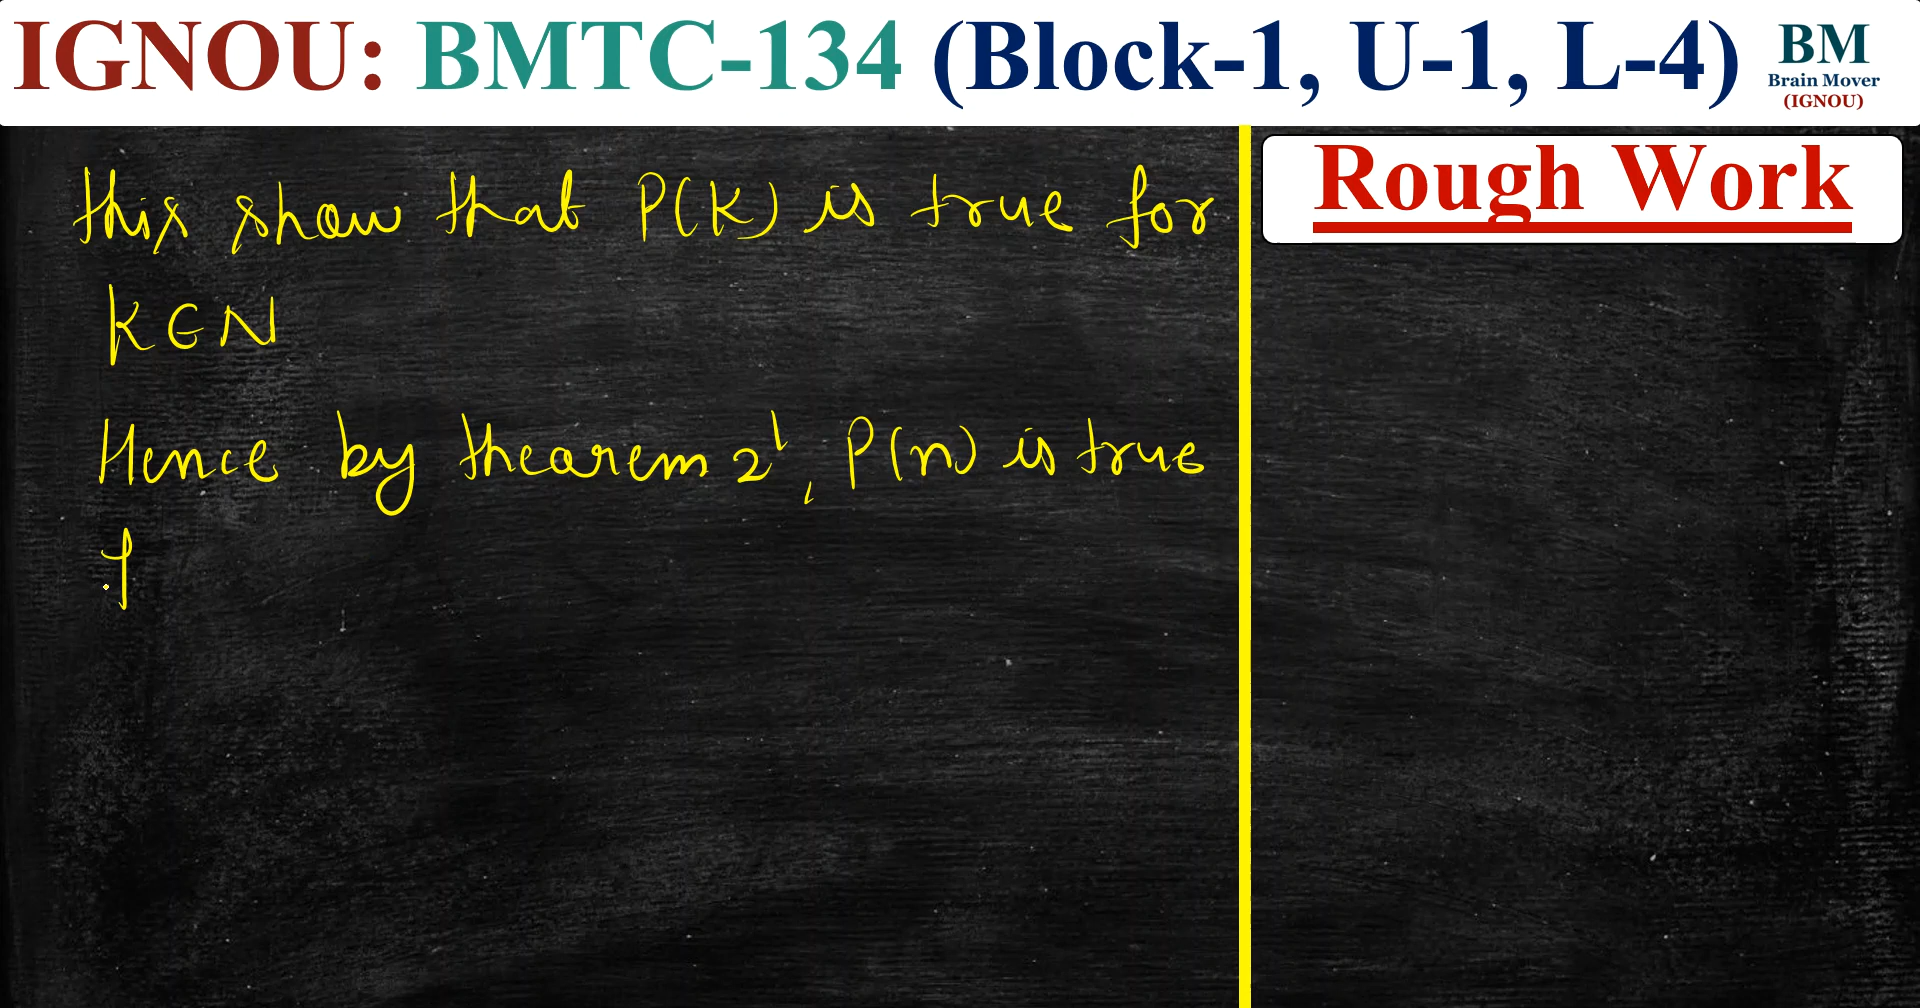 IGNOU: BMTC-134 (Block-1, U-1, L-4)
BM
Brain Mover
(IGNOU)
Rough Work
this show that P(K) is true for
K∈N
Hence by thearem 2', P(n) is true
f